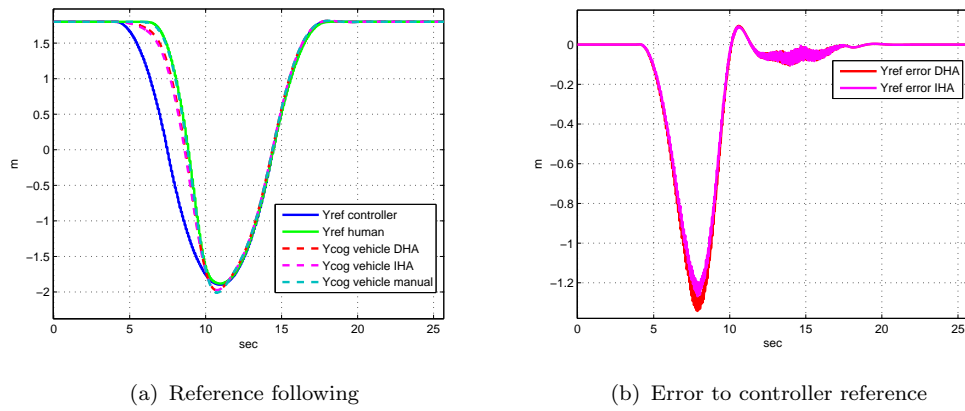 1.5
1
0.5
0
−0.5
−1
−1.5
−2
m
0 5 10 15 20 25
sec
Yref controller
Yref human
Ycog vehicle DHA
Ycog vehicle IHA
Ycog vehicle manual
(a) Reference following
0
−0.2
−0.4
−0.6
−0.8
−1
−1.2
m
0 5 10 15 20 25
sec
Yref error DHA
Yref error IHA
(b) Error to controller reference